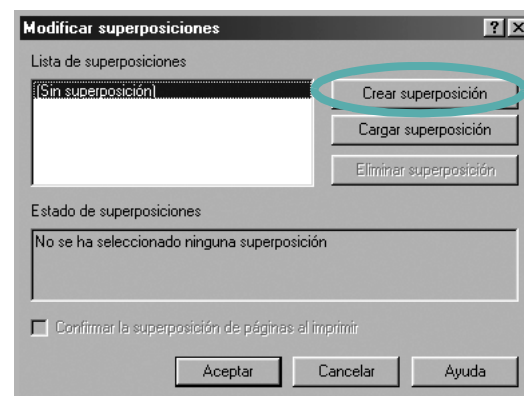 Modificar superposiciones
Lista de superposiciones
(Sin superposición)
Crear superposición
Cargar superposición
Eliminar superposición
Estado de superposiciones
No se ha seleccionado ninguna superposición
Confirmar la superposición de páginas al imprimir
Aceptar Cancelar Ayuda